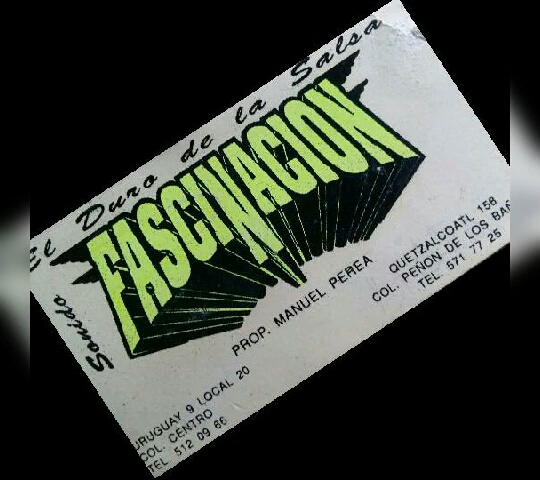 El Duro de la Salsa
Sonido
FASCINACION
PROP. MANUEL PEREA
URUGUAY 9 LOCAL 20
COL. CENTRO
TEL. 512 09 66
QUETZALCOATL 158
COL. PEÑON DE LOS
TEL. 571 77 25